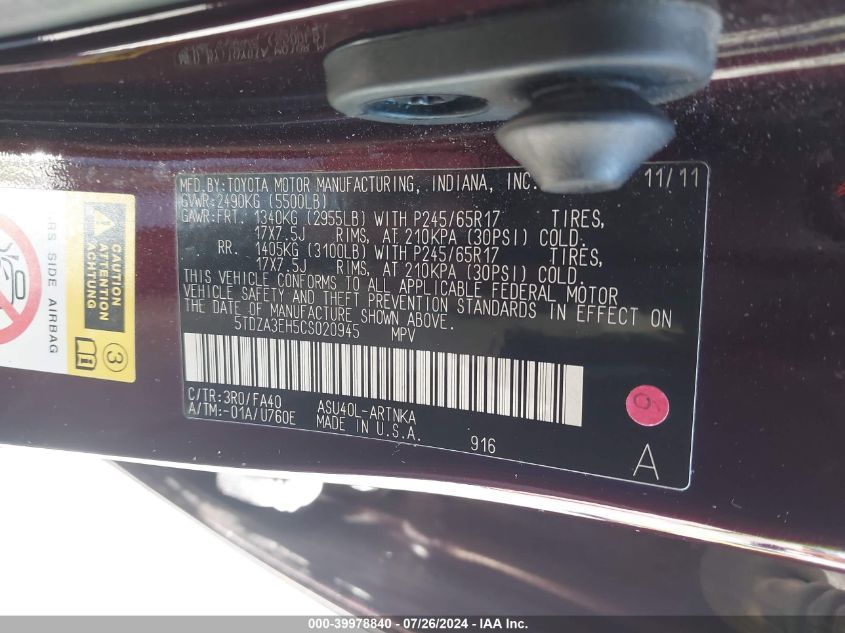 MFD.BY:TOYOTA MOTOR MANUFACTURING, INDIANA, INC. 11/11
GVWR:2490KG (5500LB)
GAWR:FRT. 1340KG (2955LB) WITH P245/65R17 TIRES,
17X7.5J RIMS, AT 210KPA (30PSI) COLD.
RR. 1405KG (3100LB) WITH P245/65R17 TIRES,
17X7.5J RIMS, AT 210KPA (30PSI) COLD.
THIS VEHICLE CONFORMS TO ALL APPLICABLE FEDERAL MOTOR
VEHICLE SAFETY AND THEFT PREVENTION STANDARDS IN EFFECT ON
THE DATE OF MANUFACTURE SHOWN ABOVE.
5TDZA3EH5CS020945 MPV
C/TR:3R0/FA40 ASU40L-ARTNKA
A/TM:-01A/U760E MADE IN U.S.A.
916
A
CAUTION
ATTENTION
ACHTUNG
3
SRS SIDE AIRBAG
000-39978840 - 07/26/2024 - IAA Inc.